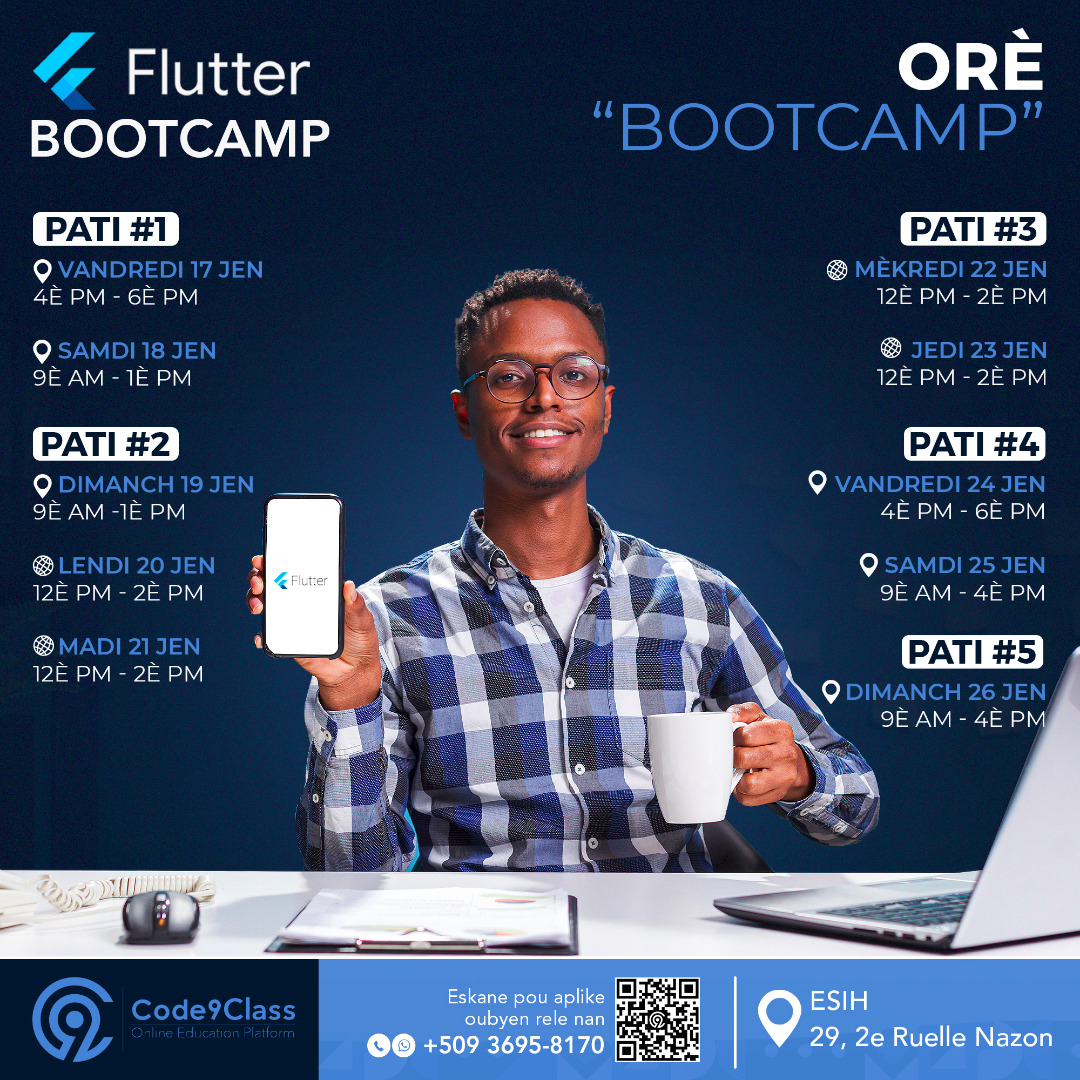 Flutter
BOOTCAMP
ORÈ
“BOOTCAMP”
PATI #1
VANDREDI 17 JEN
4È PM - 6È PM
SAMDI 18 JEN
9È AM - 1È PM
PATI #2
DIMANCH 19 JEN
9È AM -1È PM
LENDI 20 JEN
12È PM - 2È PM
MADI 21 JEN
12È PM - 2È PM
PATI #3
MÈKREDI 22 JEN
12È PM - 2È PM
JEDI 23 JEN
12È PM - 2È PM
PATI #4
VANDREDI 24 JEN
4È PM - 6È PM
SAMDI 25 JEN
9È AM - 4È PM
PATI #5
DIMANCH 26 JEN
9È AM - 4È PM
Flutter
Code9Class
Online Education Platform
Eskane pou aplike
oubyen rele nan
+509 3695-8170
ESIH
29, 2e Ruelle Nazon